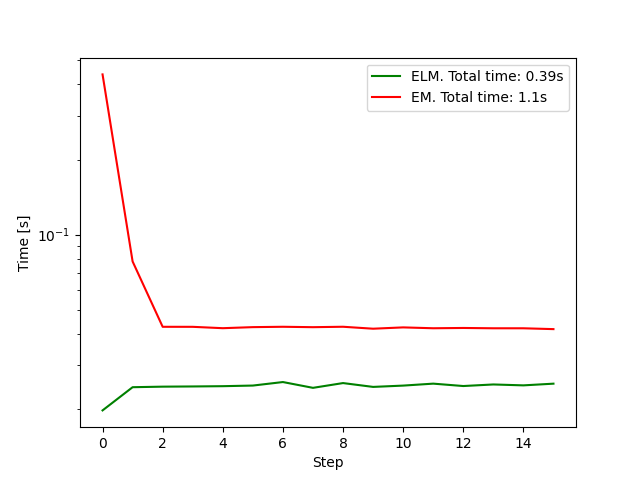 ELM. Total time: 0.39s
EM. Total time: 1.1s
Time [s]
10⁻¹
0 2 4 6 8 10 12 14
Step